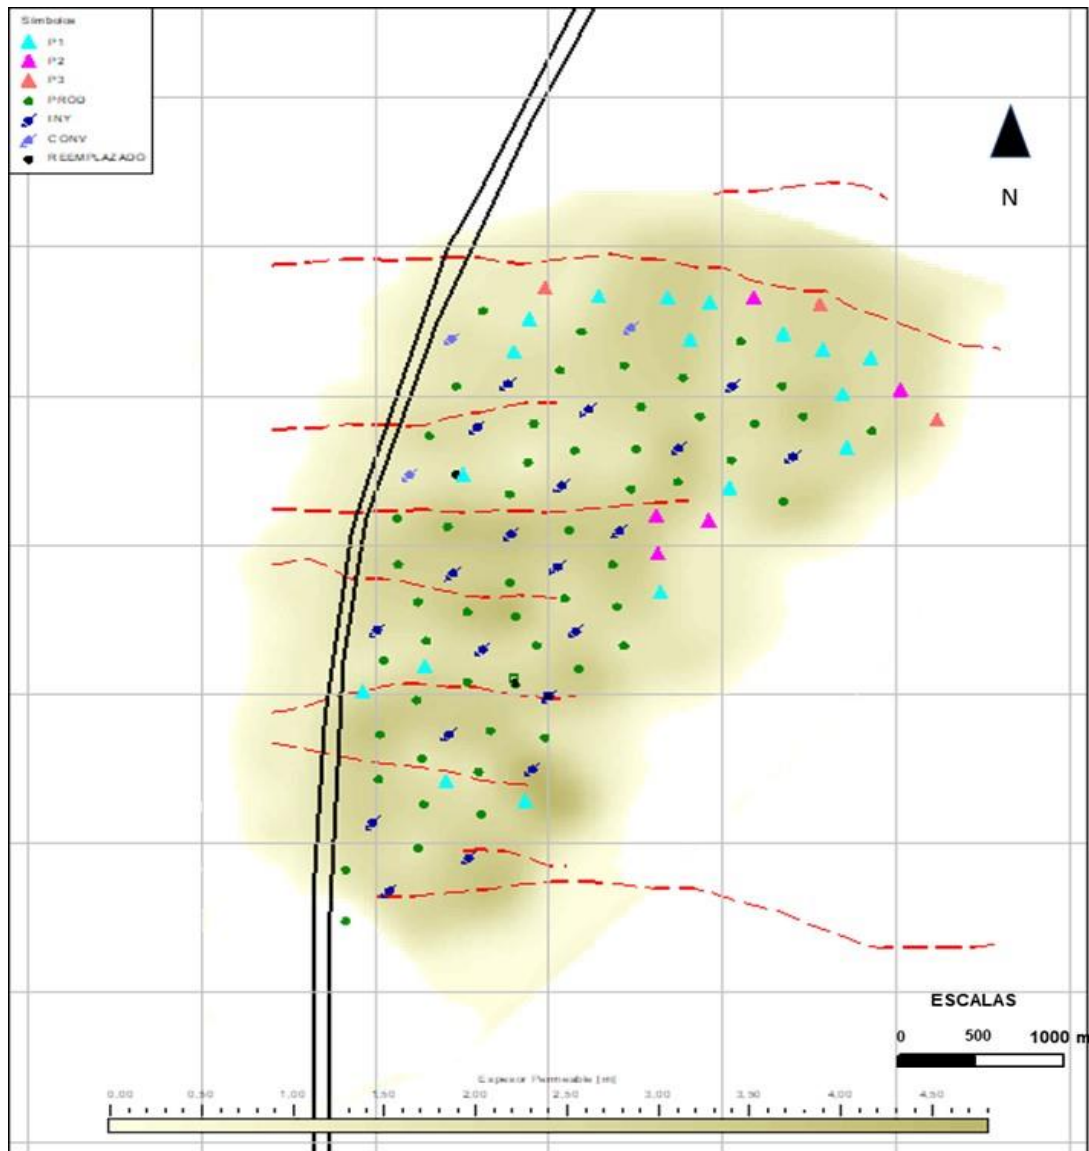 Símbolos
P1
P2
P3
PROD
INY
CONV
REEMPLAZADO
N
ESCALAS
0 500 1000 m
Espesor Permeable [m]
0,00 0,50 1,00 1,50 2,00 2,50 3,00 3,50 4,00 4,50